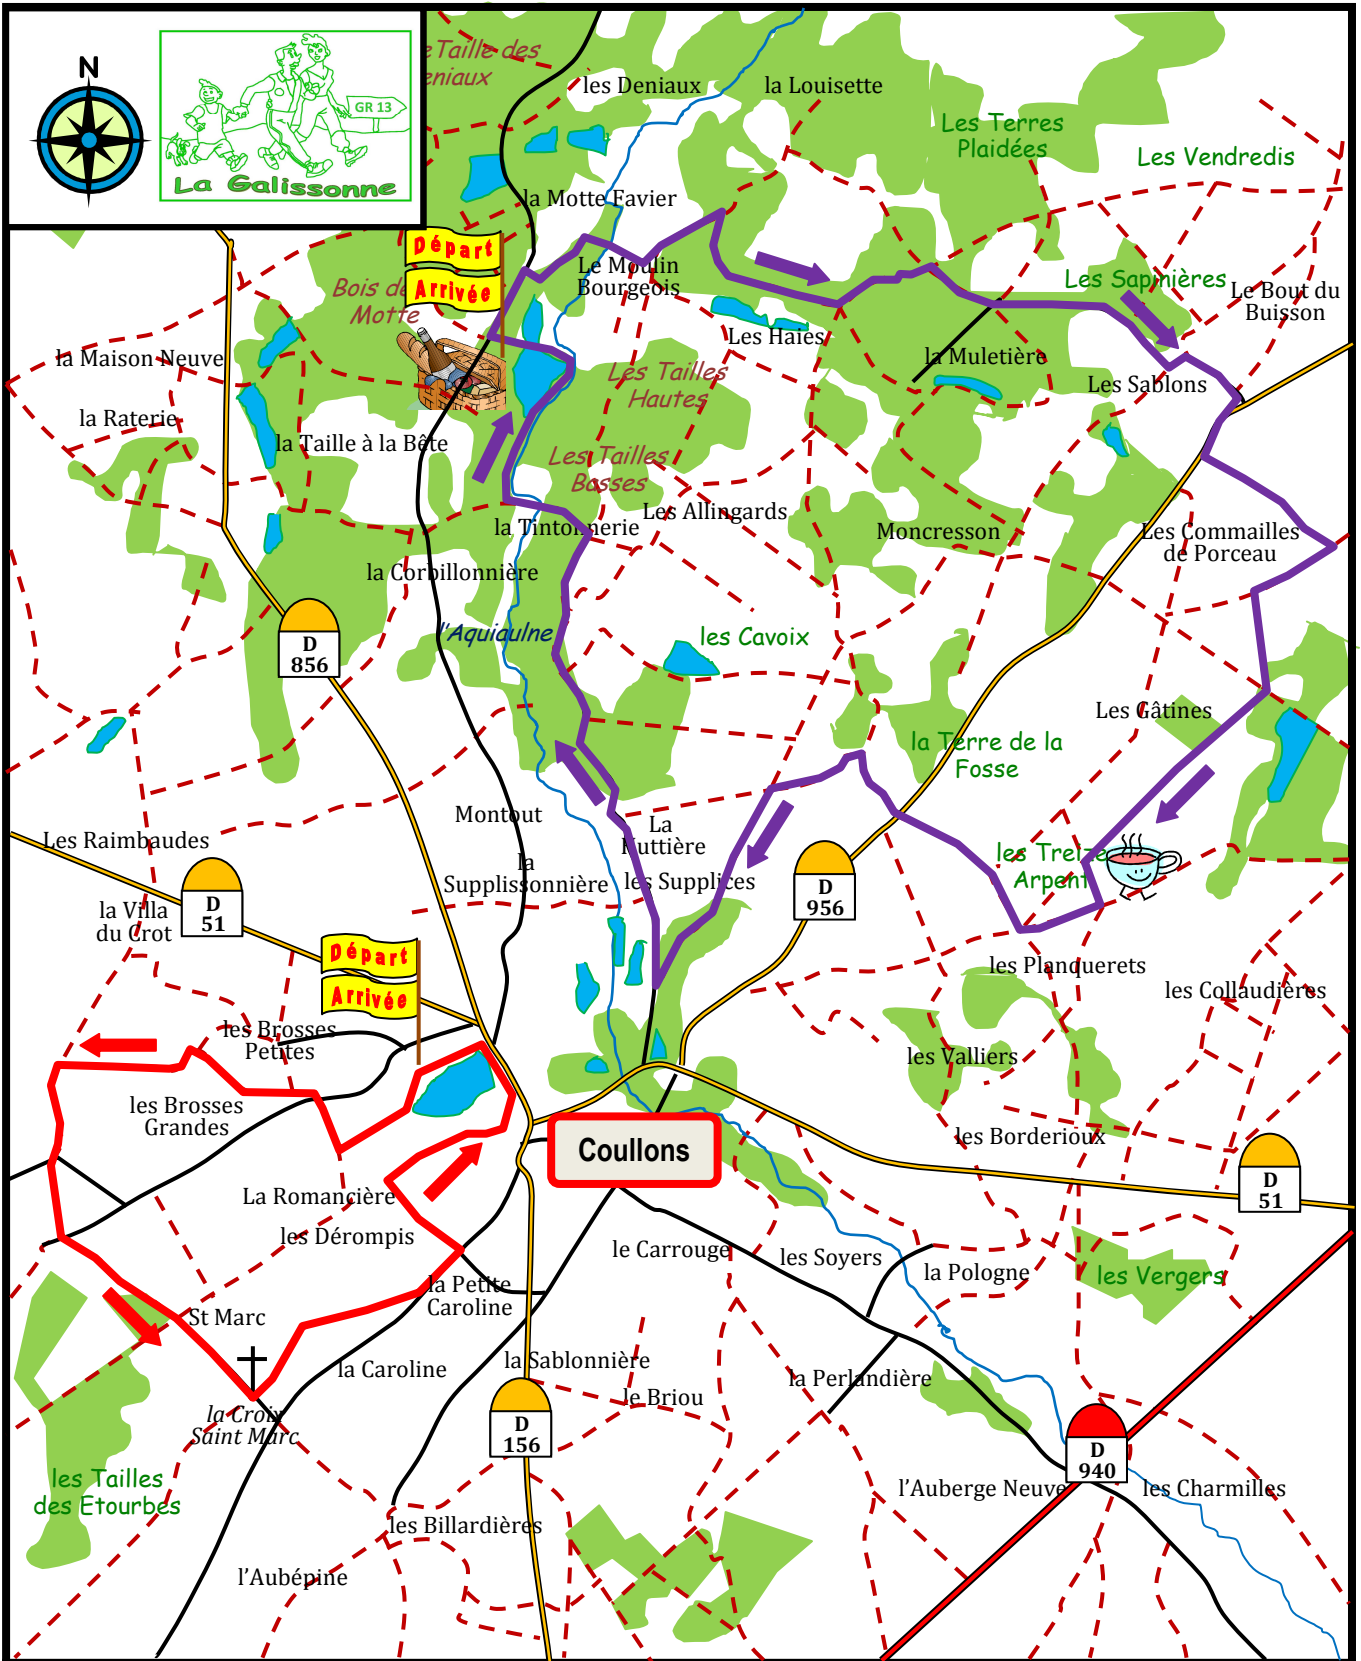 N
GR 13
La Galissonne
Taille des
eniaux
les Deniaux
la Louisette
Les Terres
Plaidées
Les Vendredis
la Motte Favier
Départ
Arrivée
Bois de
Motte
Le Moulin
Bourgeois
Les Sapinières
Le Bout du
Buisson
Les Haies
la Muletière
Les Sablons
la Maison Neuve
la Raterie
Les Tailles
Hautes
la Taille à la Bête
Les Tailles
Basses
Les Allingards
la Tintonnerie
Moncresson
Les Commailles
de Porceau
la Corbillonnière
l'Aquiaulne
les Cavoix
D
856
Les Gâtines
la Terre de la
Fosse
Montout
La
Huttière
Les Raimbaudes
la
Supplissonnière
les Supplices
les Treize
Arpent
D
51
D
956
la Villa
du Crot
Départ
Arrivée
les Planquerets
les Collaudières
les Brosses
Petites
les Valliers
les Brosses
Grandes
les Borderioux
Coullons
D
51
La Romancière
les Dérompis
le Carrouge
les Soyers
la Pologne
les Vergers
la Petite
Caroline
St Marc
la Caroline
la Sablonnière
le Briou
la Perlandière
la Croix
Saint Marc
D
156
D
940
les Tailles
des Etourbes
l'Auberge Neuve
les Charmilles
les Billardières
l'Aubépine